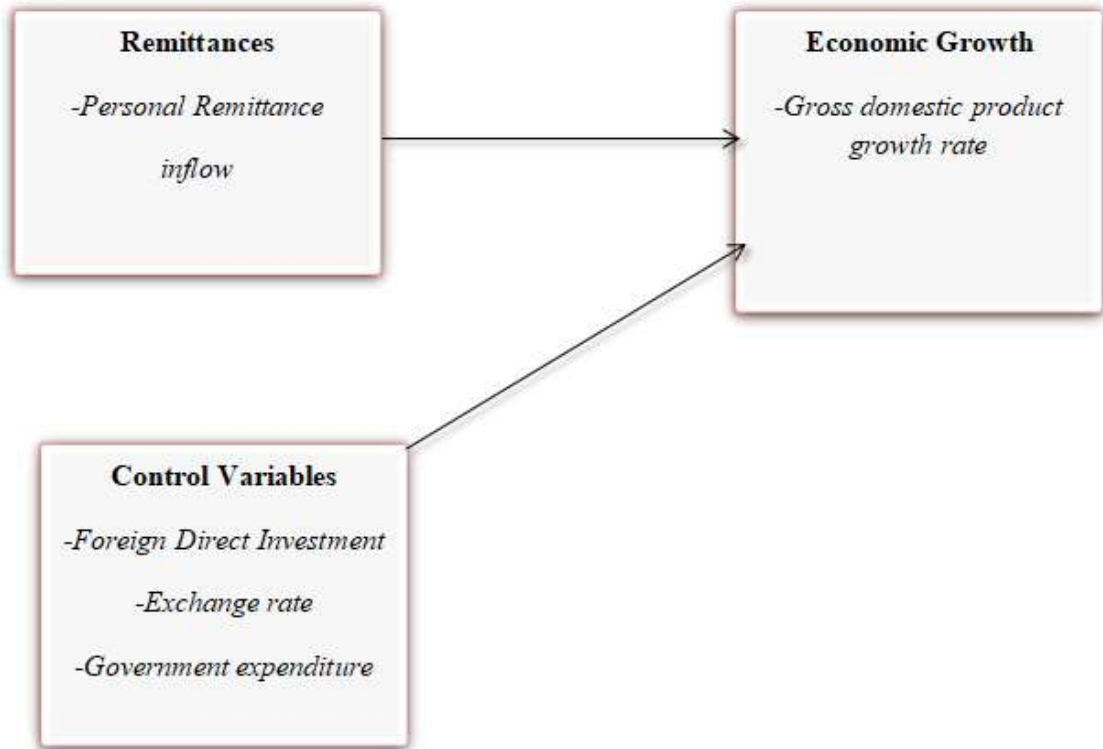 Remittances
-Personal Remittance
inflow
Economic Growth
-Gross domestic product
growth rate
Control Variables
-Foreign Direct Investment
-Exchange rate
-Government expenditure